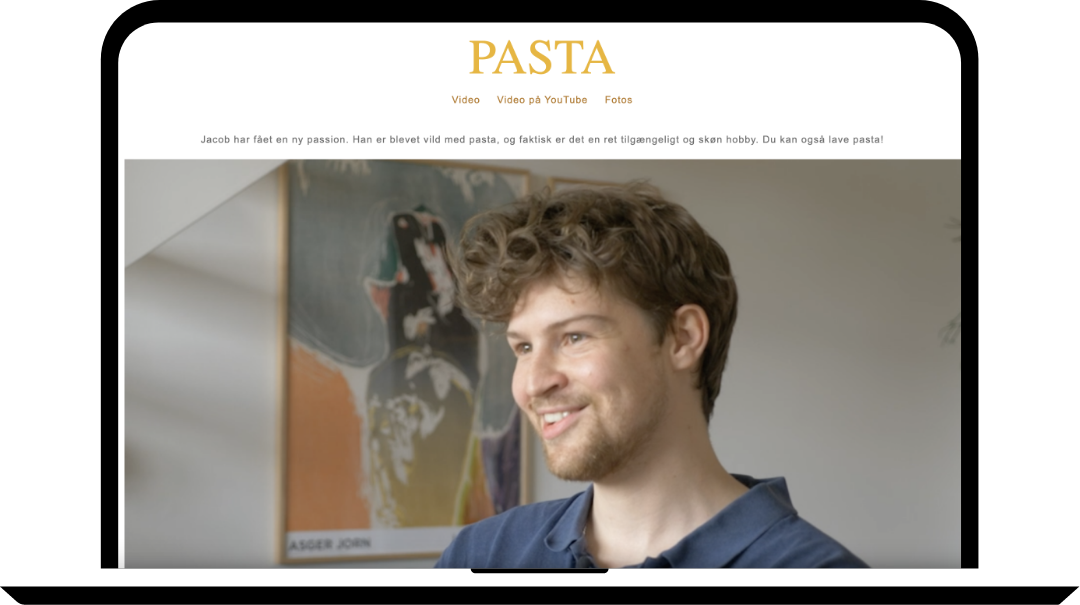 PASTA
Video Video på YouTube Fotos
Jacob har fået en ny passion. Han er blevet vild med pasta, og faktisk er det en ret tilgængeligt og skøn hobby. Du kan også lave pasta!
ASGER JORN